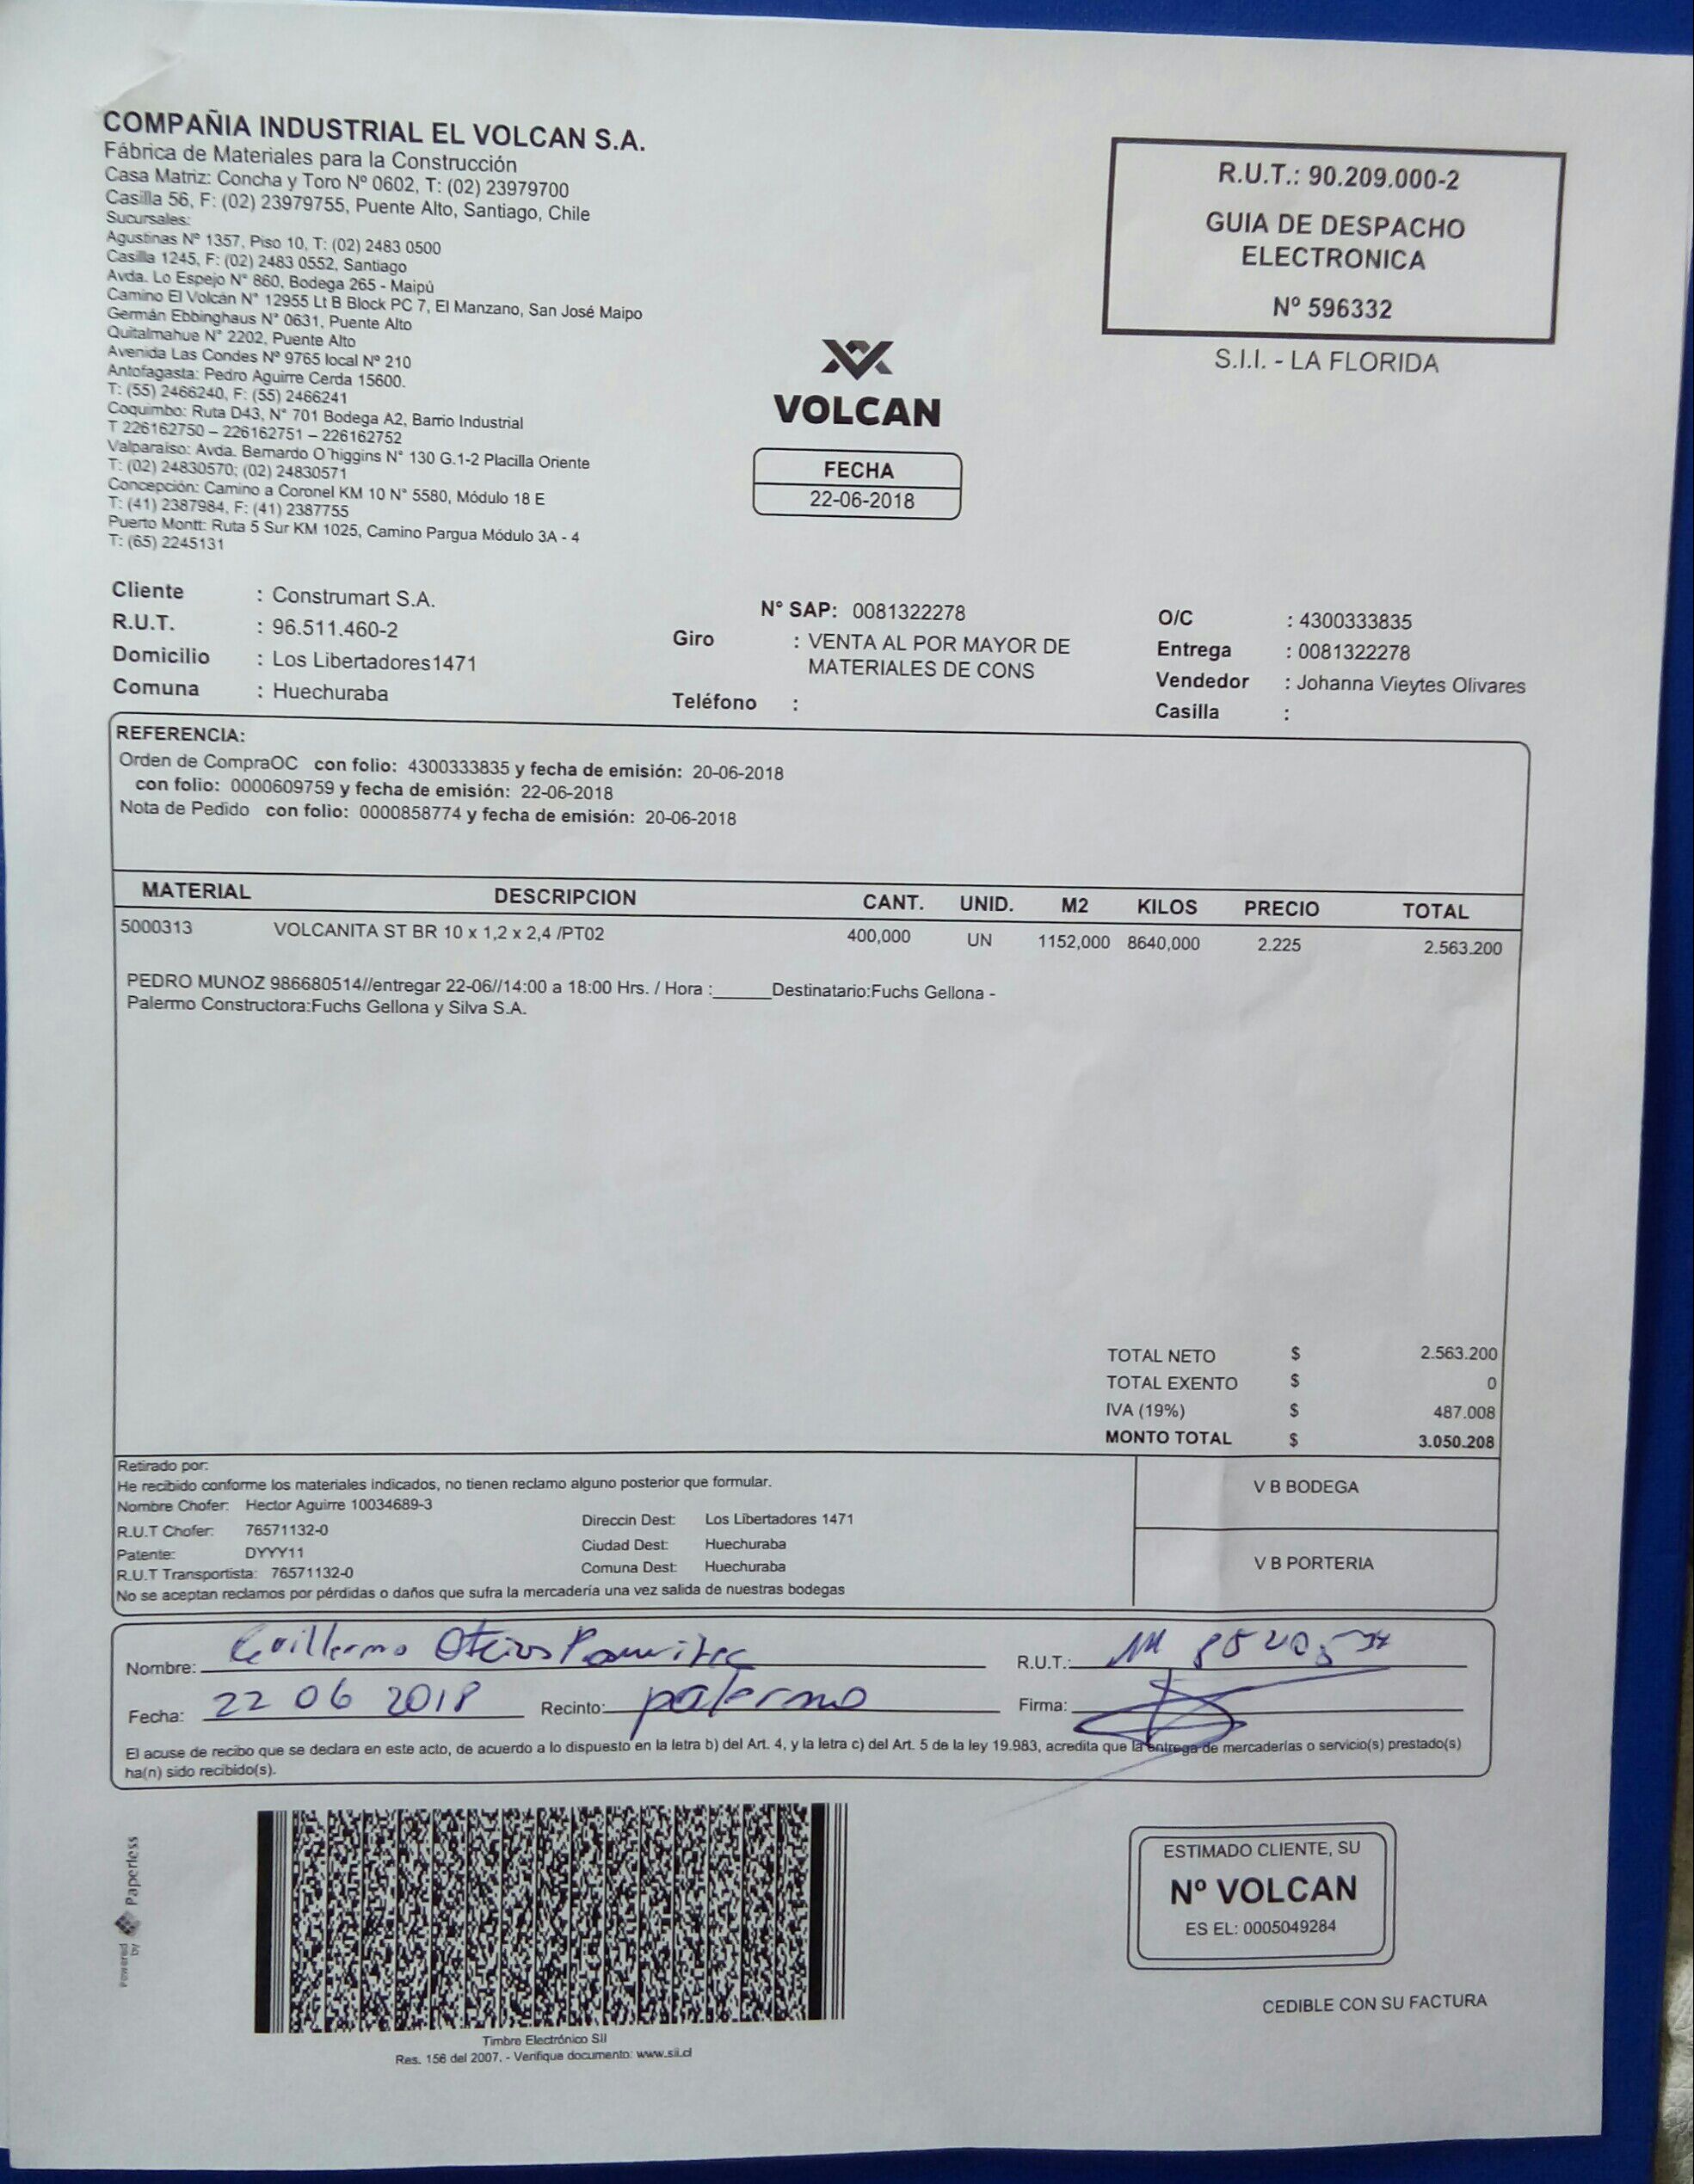 COMPAÑIA INDUSTRIAL EL VOLCAN S.A.
Fábrica de Materiales para la Construcción
Casa Matriz: Concha y Toro Nº 0602, T: (02) 23979700
Casilla 56, F: (02) 23979755, Puente Alto, Santiago, Chile
Sucursales:
Agustinas Nº 1357, Piso 10, T: (02) 2483 0500
Casilla 1245, F: (02) 2483 0552, Santiago
Avda. Lo Espejo N° 860, Bodega 265 - Maipú
Camino El Volcán N° 12955 Lt B Block PC 7, El Manzano, San José Maipo
Germán Ebbinghaus N° 0631, Puente Alto
Quitalmahue N° 2202, Puente Alto
Avenida Las Condes Nº 9765 local Nº 210
Antofagasta: Pedro Aguirre Cerda 15600.
T: (55) 2466240, F: (55) 2466241
Coquimbo: Ruta D43, N° 701 Bodega A2, Barrio Industrial
T 226162750 – 226162751 – 226162752
Valparaíso: Avda. Bernardo O´higgins N° 130 G.1-2 Placilla Oriente
T: (02) 24830570; (02) 24830571
Concepción: Camino a Coronel KM 10 N° 5580, Módulo 18 E
T: (41) 2387984, F: (41) 2387755
Puerto Montt: Ruta 5 Sur KM 1025, Camino Pargua Módulo 3A - 4
T: (65) 2245131
VOLCAN
FECHA
22-06-2018
R.U.T.: 90.209.000-2
GUIA DE DESPACHO
ELECTRONICA
Nº 596332
S.I.I. - LA FLORIDA
Cliente : Construmart S.A.
R.U.T. : 96.511.460-2
Domicilio : Los Libertadores1471
Comuna : Huechuraba
N° SAP: 0081322278
Giro : VENTA AL POR MAYOR DE
MATERIALES DE CONS
Teléfono :
O/C : 4300333835
Entrega : 0081322278
Vendedor : Johanna Vieytes Olivares
Casilla :
REFERENCIA:
Orden de CompraOC con folio: 4300333835 y fecha de emisión: 20-06-2018
con folio: 0000609759 y fecha de emisión: 22-06-2018
Nota de Pedido con folio: 0000858774 y fecha de emisión: 20-06-2018
MATERIAL DESCRIPCION CANT. UNID. M2 KILOS PRECIO TOTAL
5000313 VOLCANITA ST BR 10 x 1,2 x 2,4 /PT02 400,000 UN 1152,000 8640,000 2.225 2.563.200
PEDRO MUNOZ 986680514//entregar 22-06//14:00 a 18:00 Hrs. / Hora :______Destinatario:Fuchs Gellona -
Palermo Constructora:Fuchs Gellona y Silva S.A.
TOTAL NETO $ 2.563.200
TOTAL EXENTO $ 0
IVA (19%) $ 487.008
MONTO TOTAL $ 3.050.208
Retirado por:
He recibido conforme los materiales indicados, no tienen reclamo alguno posterior que formular.
Nombre Chofer: Hector Aguirre 10034689-3
R.U.T Chofer: 76571132-0
Patente: DYYY11
R.U.T Transportista: 76571132-0
Direccin Dest: Los Libertadores 1471
Ciudad Dest: Huechuraba
Comuna Dest: Huechuraba
No se aceptan reclamos por pérdidas o daños que sufra la mercadería una vez salida de nuestras bodegas
V B BODEGA
V B PORTERIA
Nombre: Guillermo
R.U.T.:
Fecha: 22 06 2018 Recinto: palermo Firma:
El acuse de recibo que se declara en este acto, de acuerdo a lo dispuesto en la letra b) del Art. 4, y la letra c) del Art. 5 de la ley 19.983, acredita que la entrega de mercaderías o servicio(s) prestado(s)
ha(n) sido recibido(s).
Powered by Paperless
Timbre Electrónico SII
Res. 156 del 2007. - Verifique documento: www.sii.cl
ESTIMADO CLIENTE, SU
Nº VOLCAN
ES EL: 0005049284
CEDIBLE CON SU FACTURA